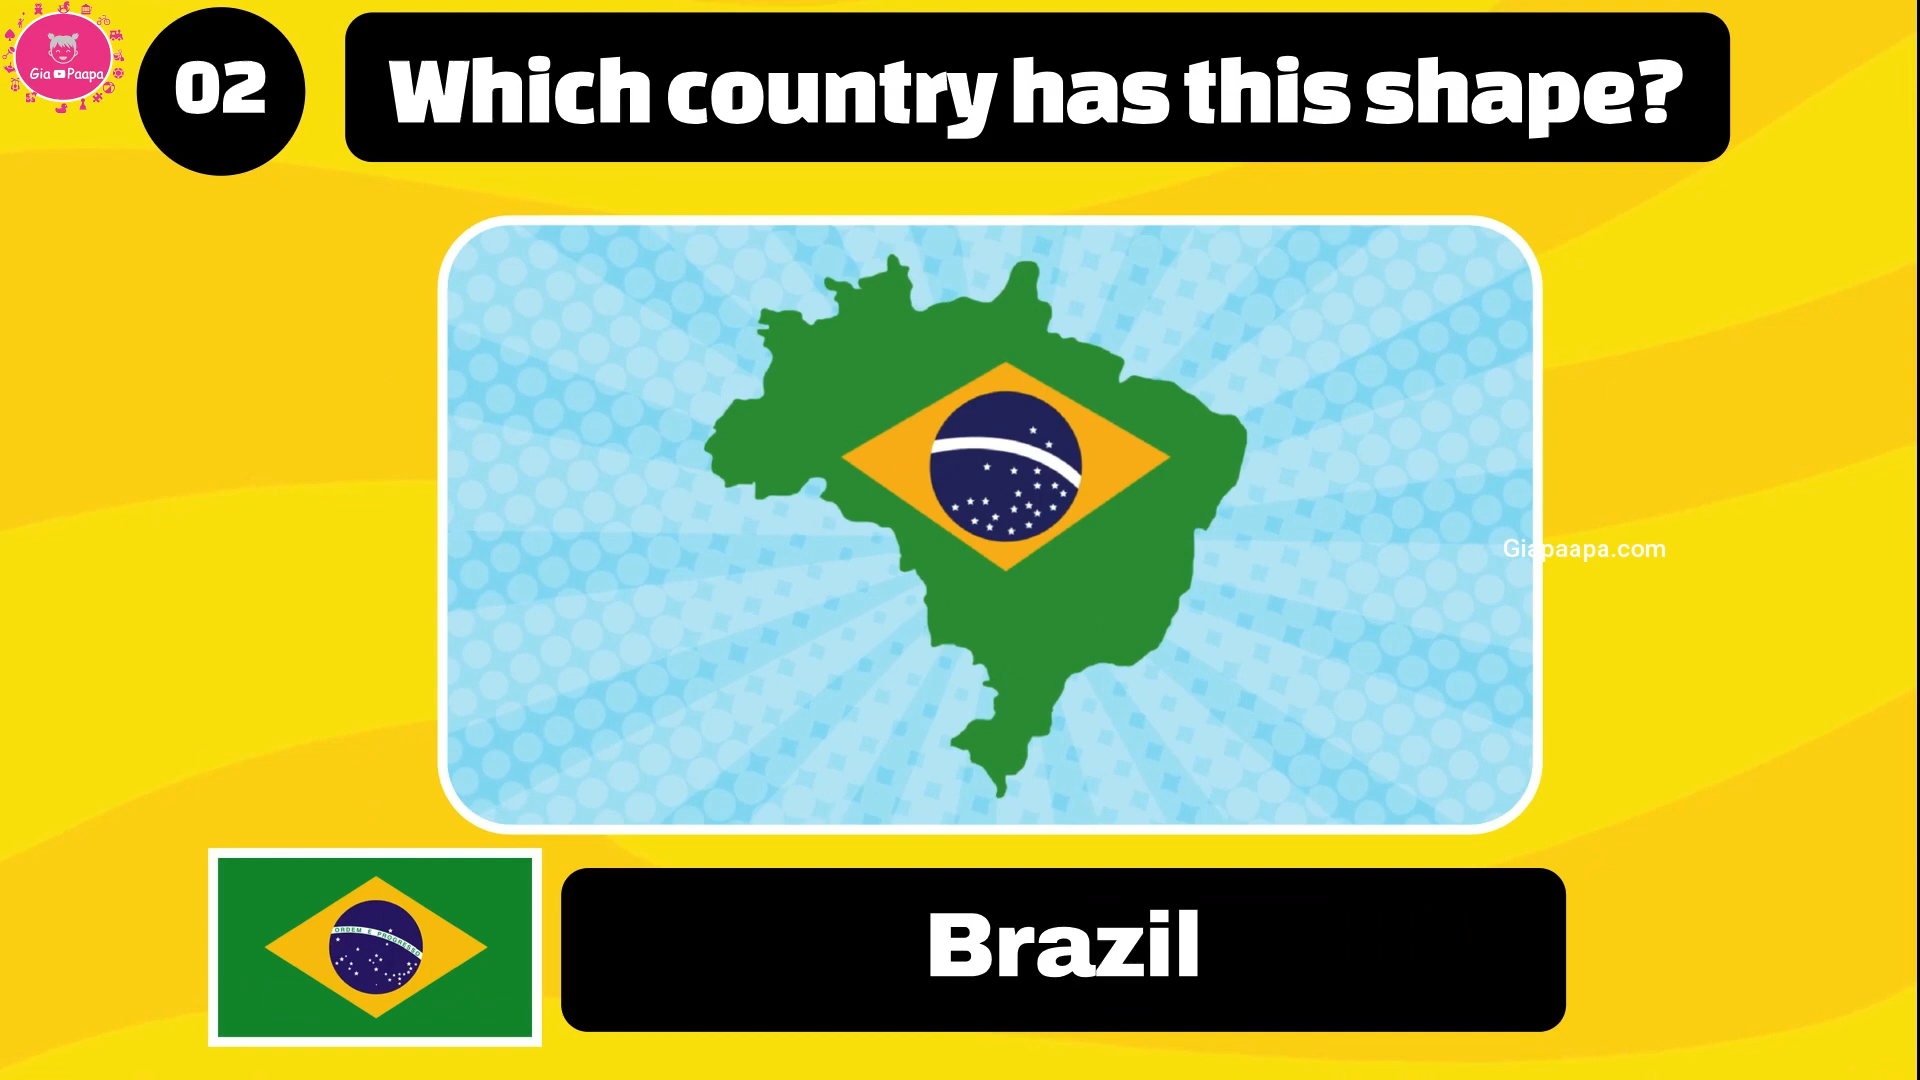 Gia Paapa
02
Which country has this shape?
Giapaapa.com
ORDEM E PROGRESSO
Brazil